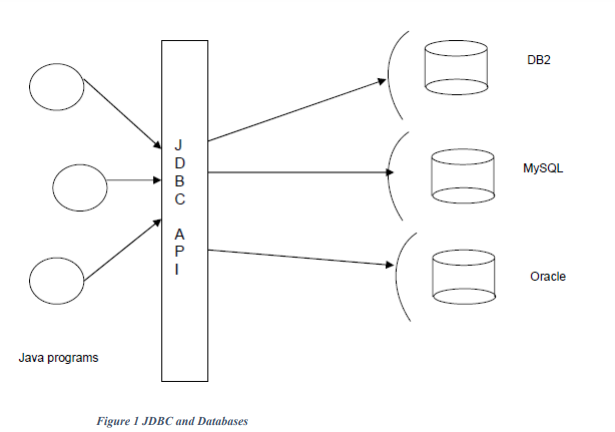 DB2
J
D
B
C
A
P
I
MySQL
Oracle
Java programs
Figure 1 JDBC and Databases